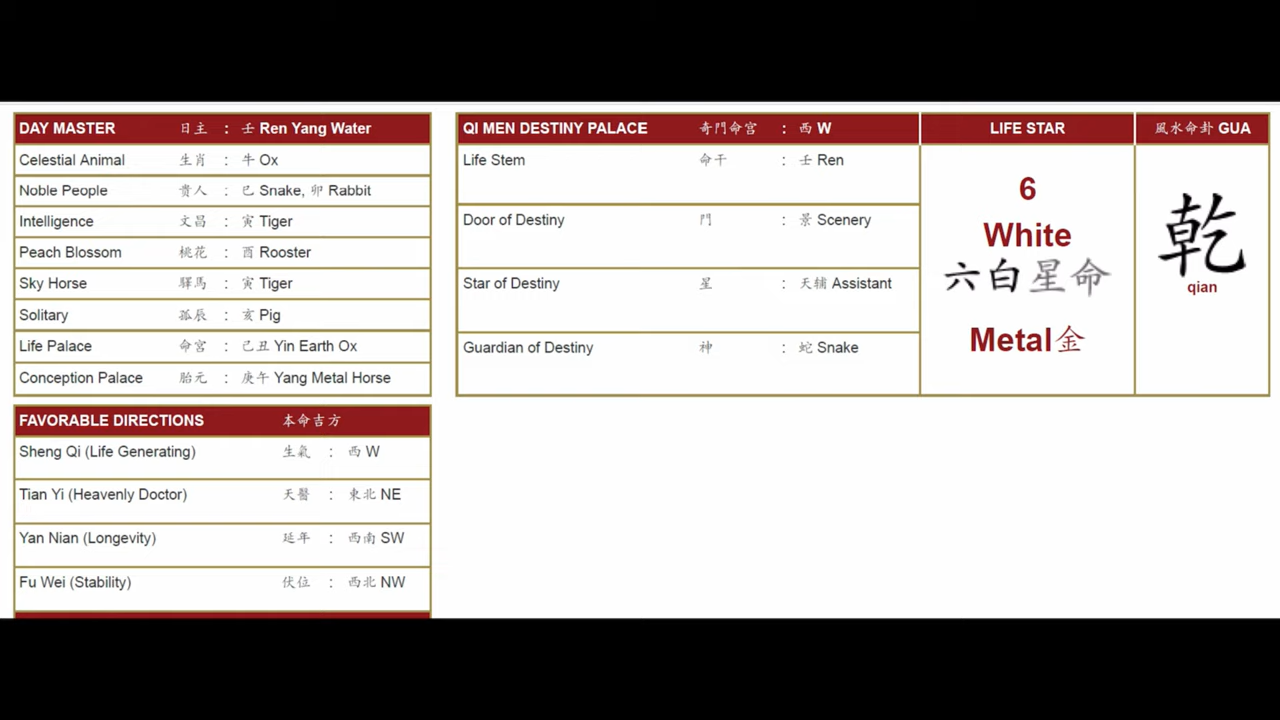 DAY MASTER 日主 : 壬 Ren Yang Water
Celestial Animal 生肖 : 牛 Ox
Noble People 贵人 : 巳 Snake, 卯 Rabbit
Intelligence 文昌 : 寅 Tiger
Peach Blossom 桃花 : 酉 Rooster
Sky Horse 驛馬 : 寅 Tiger
Solitary 孤辰 : 亥 Pig
Life Palace 命宫 : 己丑 Yin Earth Ox
Conception Palace 胎元 : 庚午 Yang Metal Horse
FAVORABLE DIRECTIONS 本命吉方
Sheng Qi (Life Generating) 生氣 : 西 W
Tian Yi (Heavenly Doctor) 天醫 : 東北 NE
Yan Nian (Longevity) 延年 : 西南 SW
Fu Wei (Stability) 伏位 : 西北 NW
QI MEN DESTINY PALACE 奇門命宫 : 西 W
Life Stem 命干 : 壬 Ren
Door of Destiny 門 : 景 Scenery
Star of Destiny 星 : 天辅 Assistant
Guardian of Destiny 神 : 蛇 Snake
LIFE STAR
6
White
六白星命
Metal金
風水命卦 GUA
乾
qian